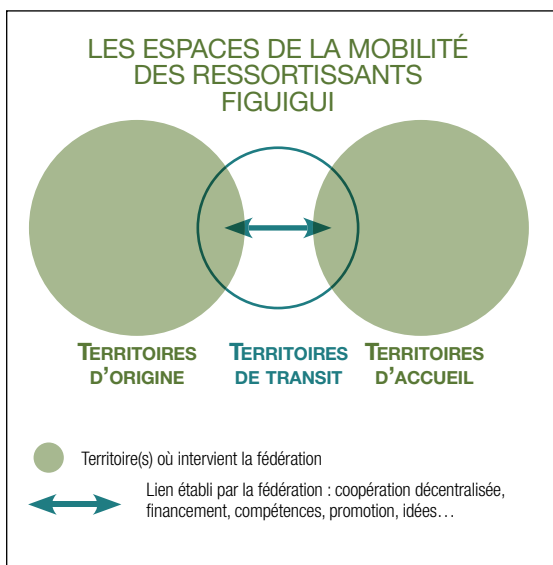 LES ESPACES DE LA MOBILITÉ
DES RESSORTISSANTS
FIGUIGUI
TERRITOIRES
D'ORIGINE
TERRITOIRES
DE TRANSIT
TERRITOIRES
D'ACCUEIL
Territoire(s) où intervient la fédération
Lien établi par la fédération : coopération décentralisée,
financement, compétences, promotion, idées…